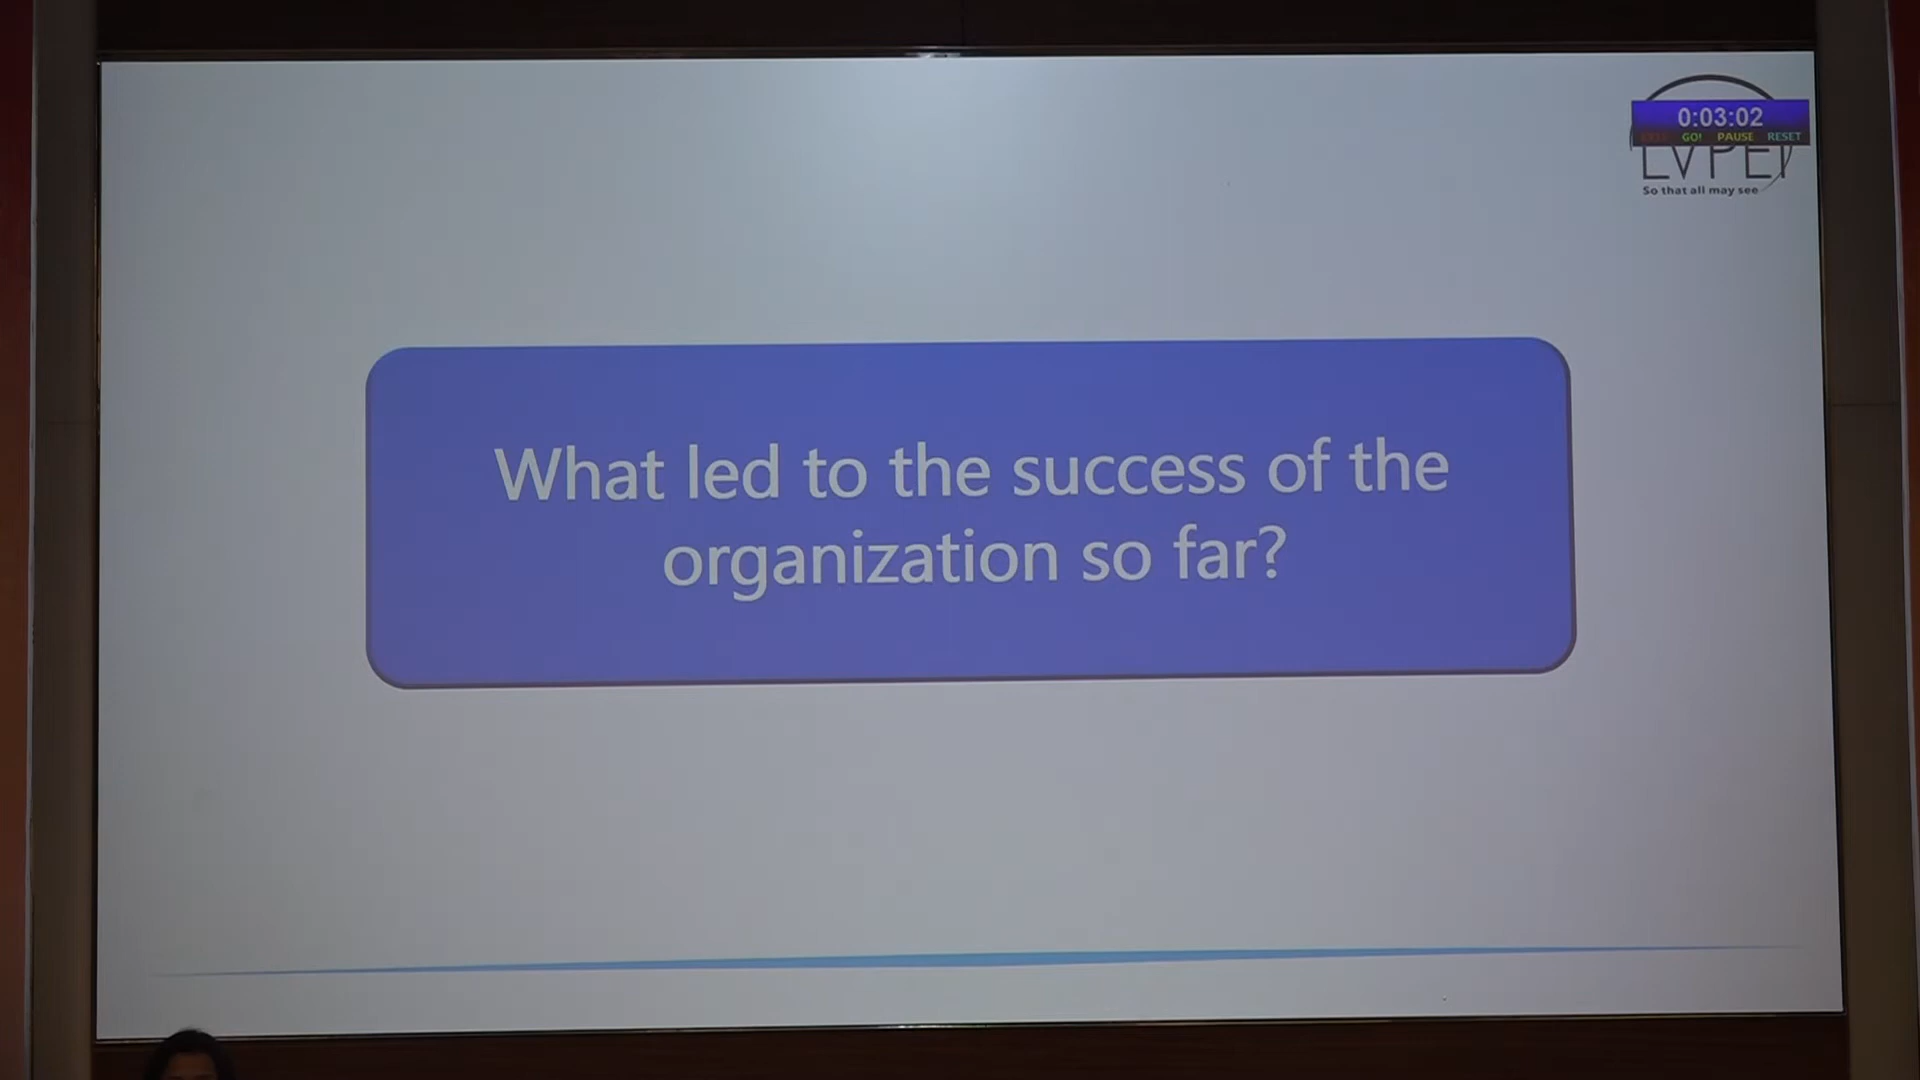 0:03:02
GO! PAUSE RESET
LVPEI
So that all may see
What led to the success of the
organization so far?